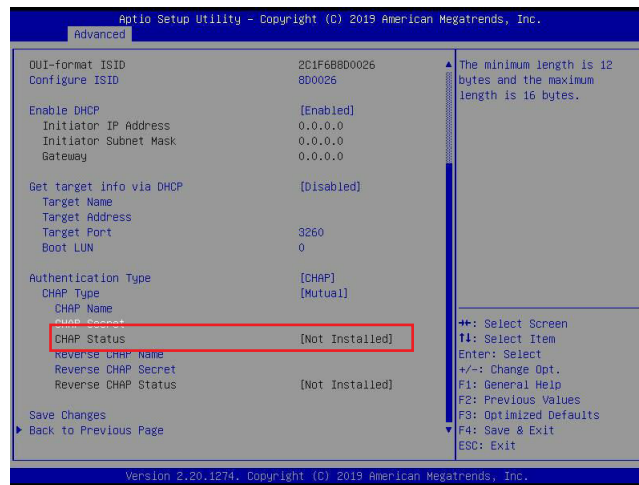 Aptio Setup Utility – Copyright (C) 2019 American Megatrends, Inc.
Advanced
OUI-format ISID 2C1F6B8D0026
Configure ISID 8D0026
Enable DHCP [Enabled]
Initiator IP Address 0.0.0.0
Initiator Subnet Mask 0.0.0.0
Gateway 0.0.0.0
Get target info via DHCP [Disabled]
Target Name
Target Address
Target Port 3260
Boot LUN 0
Authentication Type [CHAP]
CHAP Type [Mutual]
CHAP Name
CHAP Secret
CHAP Status [Not Installed]
Reverse CHAP Name
Reverse CHAP Secret
Reverse CHAP Status [Not Installed]
Save Changes
Back to Previous Page
The minimum length is 12
bytes and the maximum
length is 16 bytes.
→←: Select Screen
↑↓: Select Item
Enter: Select
+/-: Change Opt.
F1: General Help
F2: Previous Values
F3: Optimized Defaults
F4: Save & Exit
ESC: Exit
Version 2.20.1274. Copyright (C) 2019 American Megatrends, Inc.